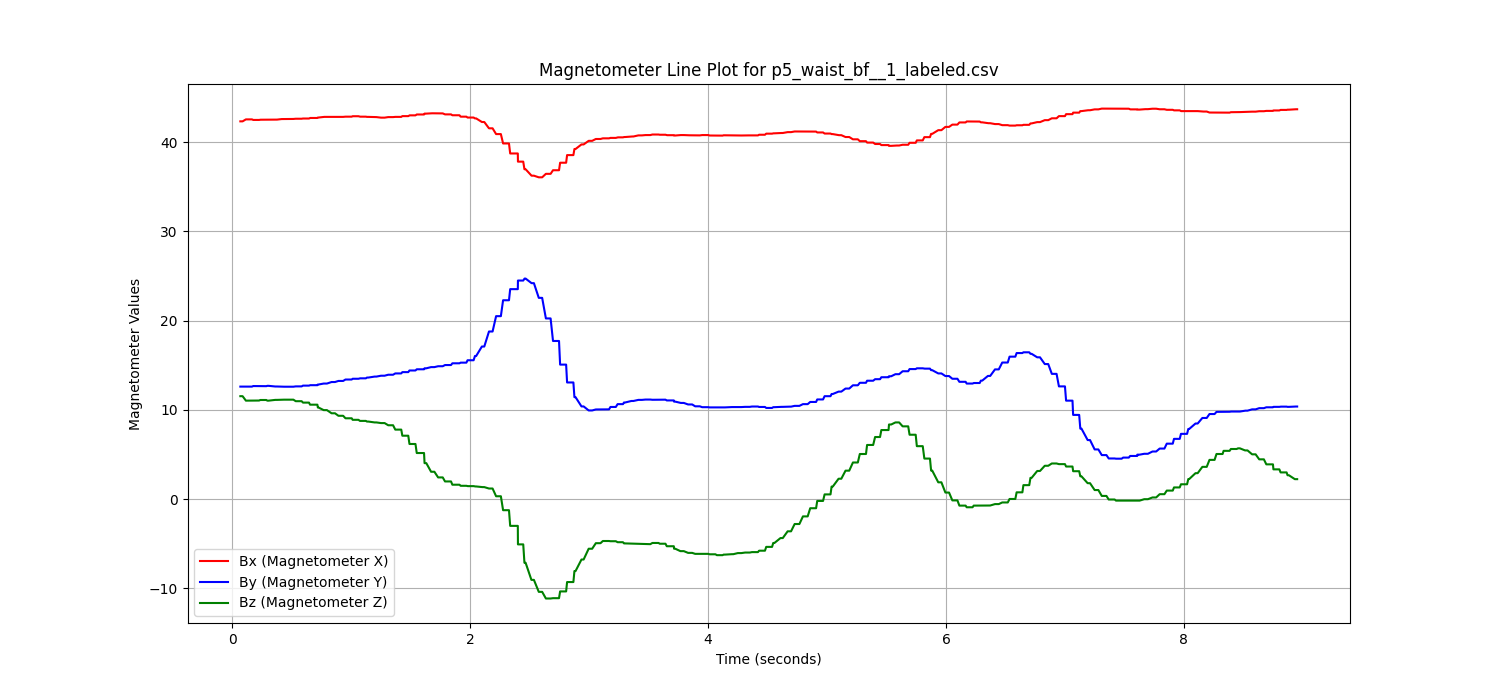 Magnetometer Line Plot for p5_waist_bf__1_labeled.csv
Magnetometer Values
40
30
20
10
0
−10
Bx (Magnetometer X)
By (Magnetometer Y)
Bz (Magnetometer Z)
0 2 4 6 8
Time (seconds)